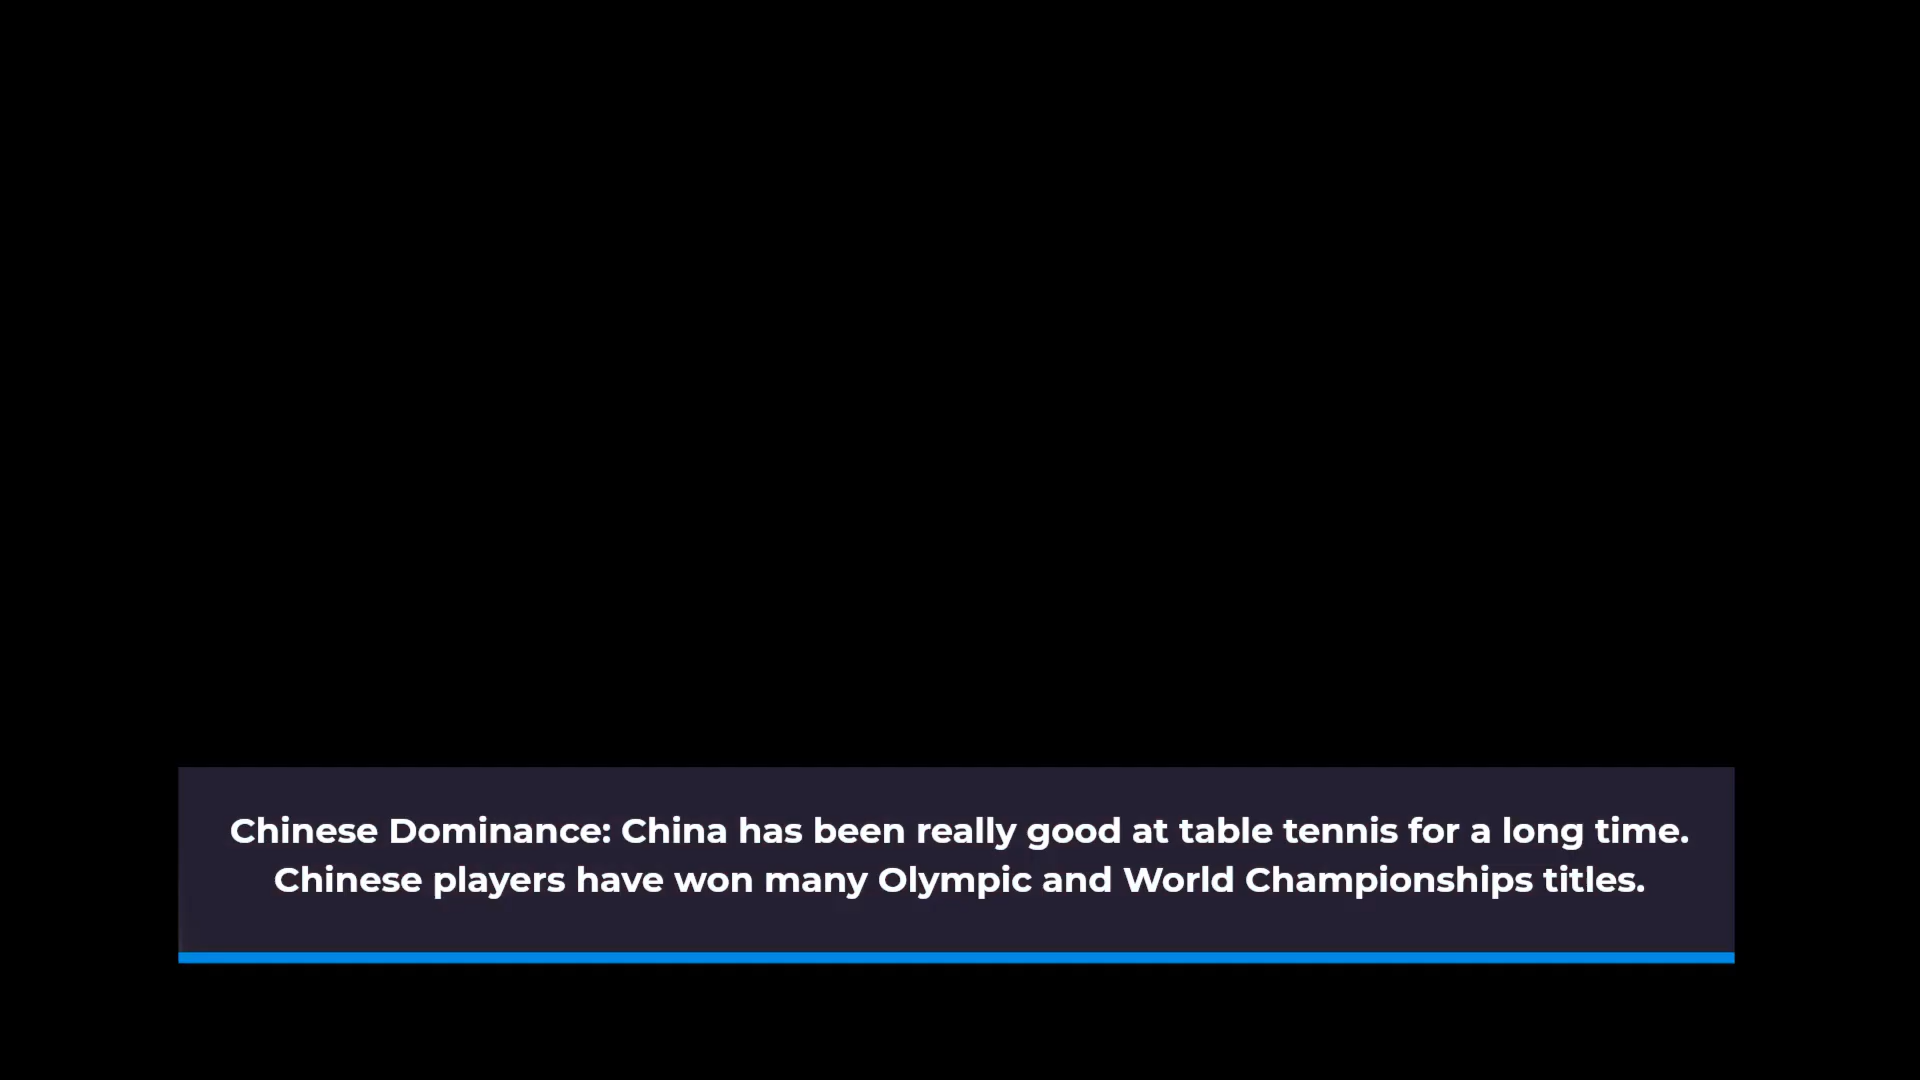 Chinese Dominance: China has been really good at table tennis for a long time.
Chinese players have won many Olympic and World Championships titles.